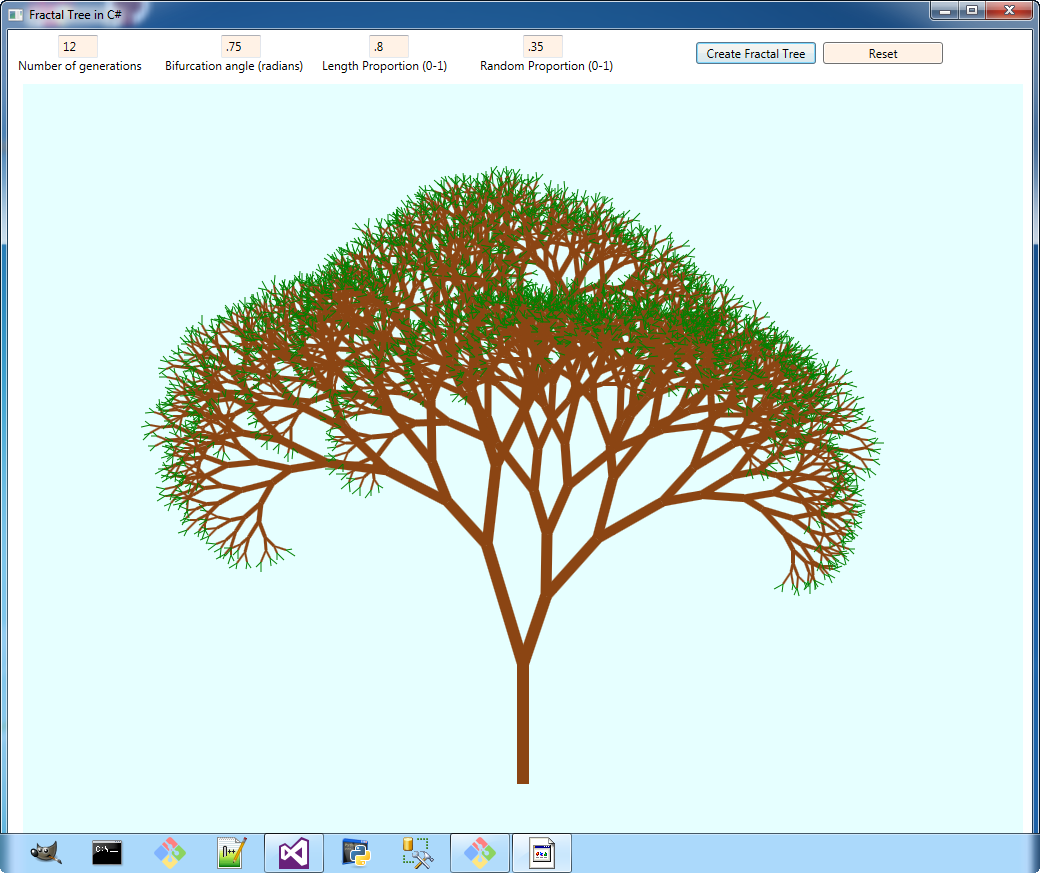 Fractal Tree in C#
12
.75
.8
.35
Number of generations
Bifurcation angle (radians)
Length Proportion (0-1)
Random Proportion (0-1)
Create Fractal Tree
Reset
C:\-